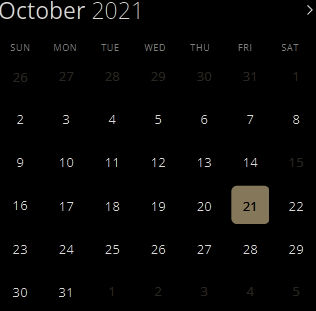 October 2021
SUN MON TUE WED THU FRI SAT
26 27 28 29 30 31 1
2 3 4 5 6 7 8
9 10 11 12 13 14 15
16 17 18 19 20 21 22
23 24 25 26 27 28 29
30 31 1 2 3 4 5